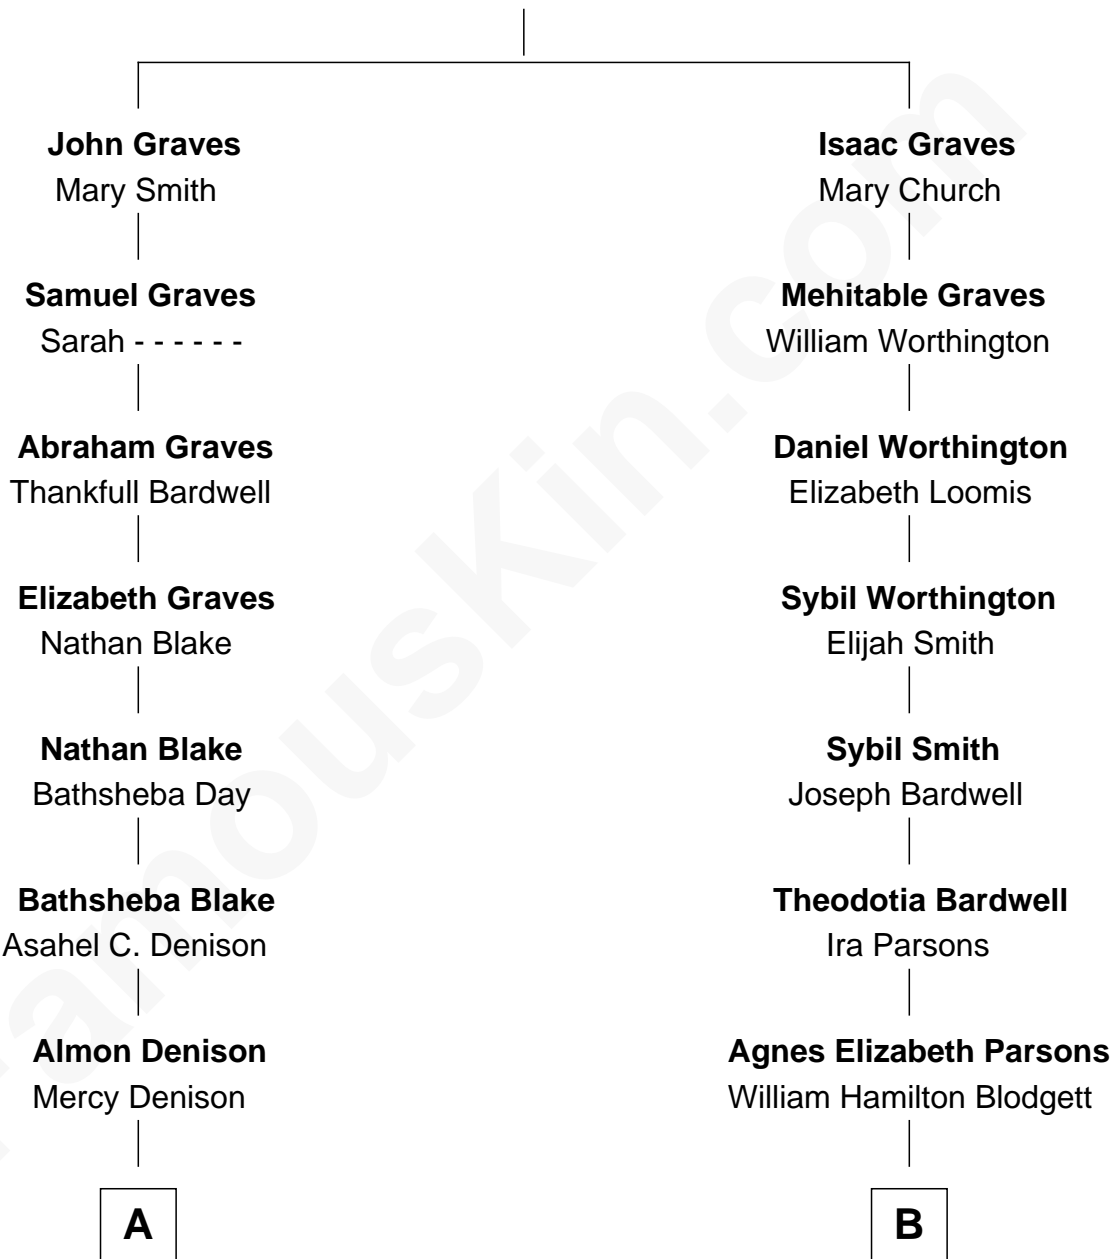 John Graves
Mary Smith
Isaac Graves
Mary Church
Samuel Graves
Sarah - - - - - -
Mehitable Graves
William Worthington
Abraham Graves
Thankfull Bardwell
Daniel Worthington
Elizabeth Loomis
Elizabeth Graves
Nathan Blake
Sybil Worthington
Elijah Smith
Nathan Blake
Bathsheba Day
Sybil Smith
Joseph Bardwell
Bathsheba Blake
Asahel C. Denison
Theodotia Bardwell
Ira Parsons
Almon Denison
Mercy Denison
Agnes Elizabeth Parsons
William Hamilton Blodgett
A
B
FamousKin.com